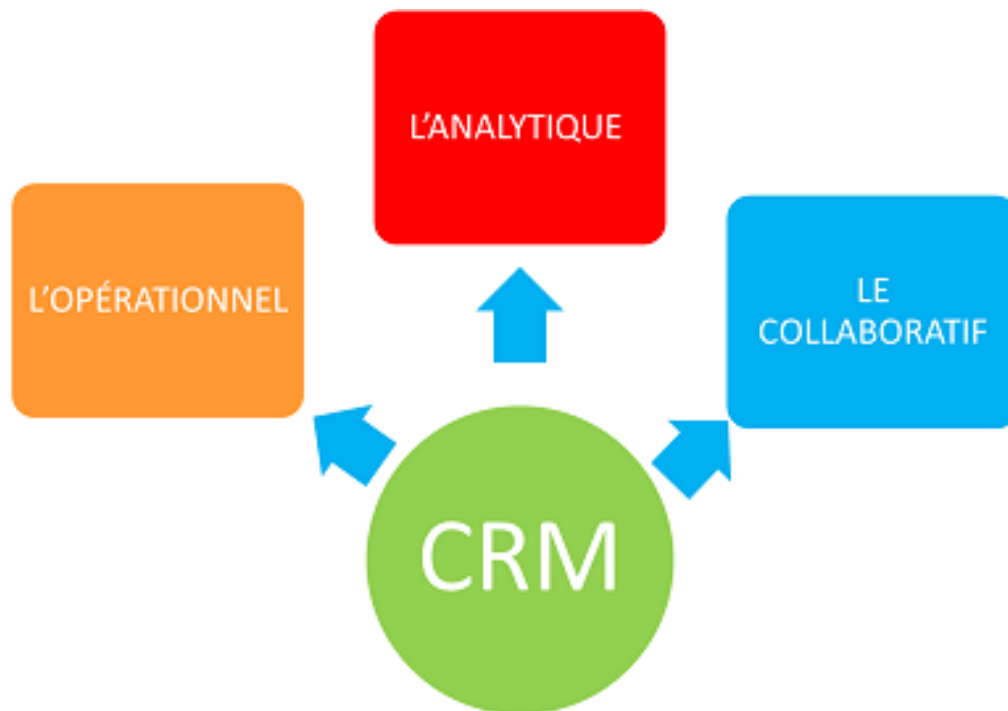 L'ANALYTIQUE
L'OPÉRATIONNEL
LE
COLLABORATIF
CRM